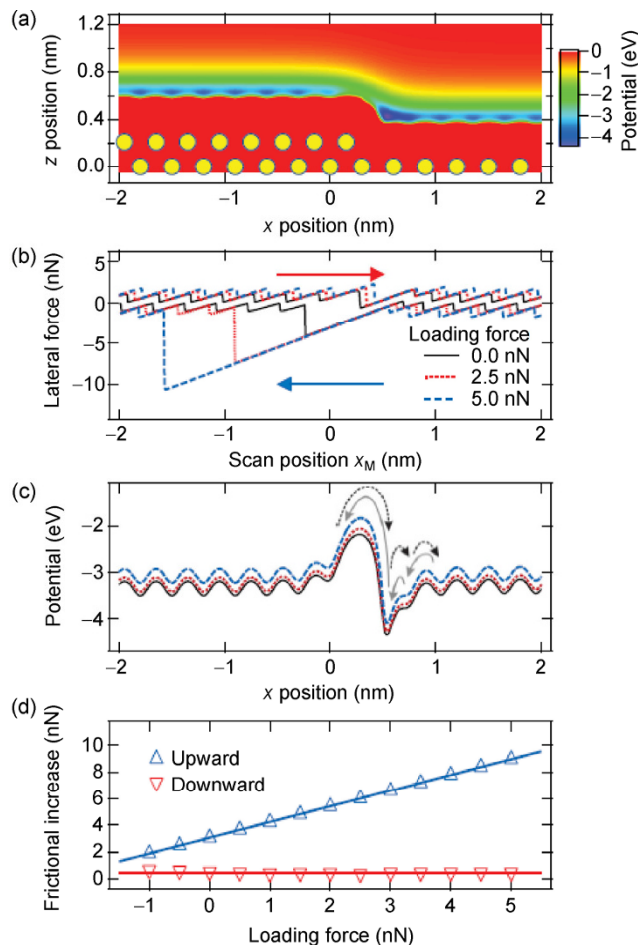 (a)
1.2
0.8
0.4
0.0
z position (nm)
−2
−1
0
1
2
x position (nm)
0
−1
−2
−3
−4
Potential (eV)
(b)
5
0
−5
−10
Lateral force (nN)
Loading force
0.0 nN
2.5 nN
5.0 nN
−2
−1
0
1
2
Scan position xM (nm)
(c)
−2
−3
−4
Potential (eV)
−2
−1
0
1
2
x position (nm)
(d)
10
8
6
4
2
0
Frictional increase (nN)
Upward
Downward
−1
0
1
2
3
4
5
Loading force (nN)